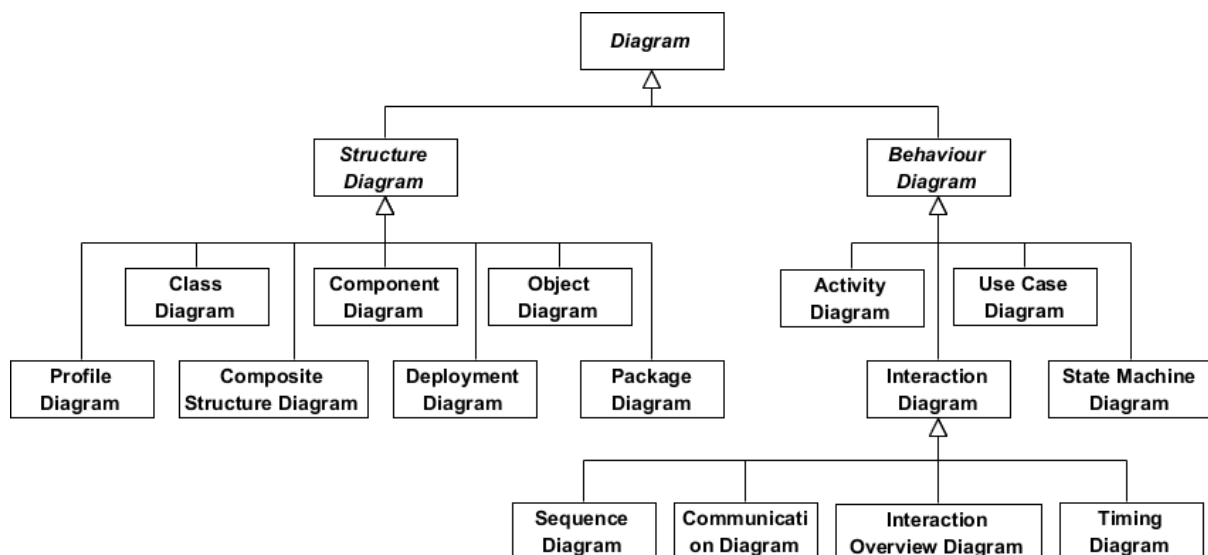 Diagram
Structure
Diagram
Behaviour
Diagram
Class
Diagram
Component
Diagram
Object
Diagram
Activity
Diagram
Use Case
Diagram
Profile
Diagram
Composite
Structure Diagram
Deployment
Diagram
Package
Diagram
Interaction
Diagram
State Machine
Diagram
Sequence
Diagram
Communicati
on Diagram
Interaction
Overview Diagram
Timing
Diagram